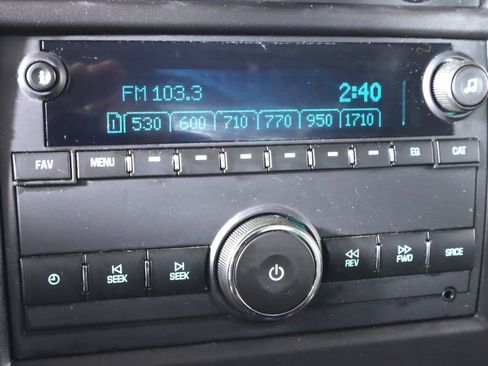 FM 103.3 2:40
1 530 600 710 770 950 1710
FAV MENU EQ CAT
SEEK SEEK REV FWD SRCE